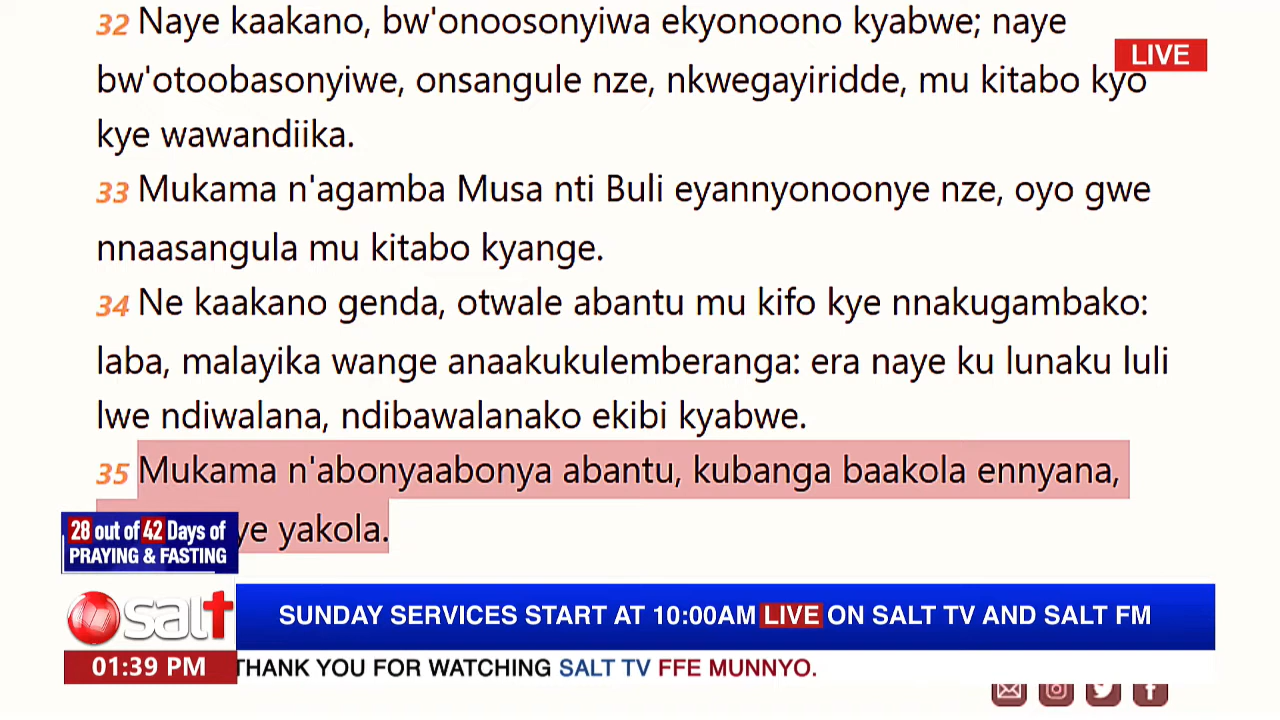 32 Naye kaakano, bw'onoosonyiwa ekyonoono kyabwe; naye
LIVE
bw'otoobasonyiwe, onsangule nze, nkwegayiridde, mu kitabo kyo
kye wawandiika.
33 Mukama n'agamba Musa nti Buli eyannyonoonye nze, oyo gwe
nnaasangula mu kitabo kyange.
34 Ne kaakano genda, otwale abantu mu kifo kye nnakugambako:
laba, malayika wange anaakukulemberanga: era naye ku lunaku luli
lwe ndiwalana, ndibawalanako ekibi kyabwe.
35 Mukama n'abonyaabonya abantu, kubanga baakola ennyana,
yakola.
28 out of 42 Days of
PRAYING & FASTING
salt
SUNDAY SERVICES START AT 10:00AM LIVE ON SALT TV AND SALT FM
01:39 PM
THANK YOU FOR WATCHING SALT TV FFE MUNNYO.